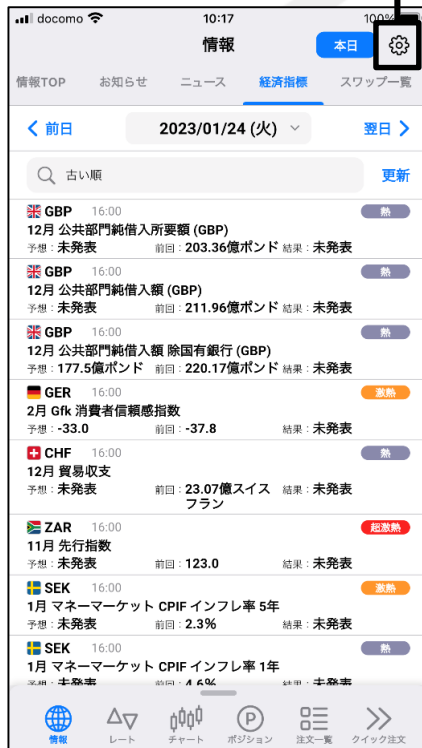 docomo 10:17 100%
情報 本日
情報TOP お知らせ ニュース 経済指標 スワップ一覧
前日 2023/01/24 (火) 翌日
古い順 更新
GBP 16:00 熱
12月 公共部門純借入所要額 (GBP)
予想:未発表 前回:203.36億ポンド 結果:未発表
GBP 16:00 熱
12月 公共部門純借入額 (GBP)
予想:未発表 前回:211.96億ポンド 結果:未発表
GBP 16:00 熱
12月 公共部門純借入額 除国有銀行 (GBP)
予想:177.5億ポンド 前回:220.17億ポンド 結果:未発表
GER 16:00 激熱
2月 Gfk 消費者信頼感指数
予想:-33.0 前回:-37.8 結果:未発表
CHF 16:00 熱
12月 貿易収支
予想:未発表 前回:23.07億スイス 結果:未発表
フラン
ZAR 16:00 超激熱
11月 先行指数
予想:未発表 前回:123.0 結果:未発表
SEK 16:00 激熱
1月 マネーマーケット CPIF インフレ率 5年
予想:未発表 前回:2.3% 結果:未発表
SEK 16:00 熱
1月 マネーマーケット CPIF インフレ率 1年
予想:未発表 前回:4.6% 結果:未発表
情報 レート チャート P ポジション 注文一覧 クイック注文